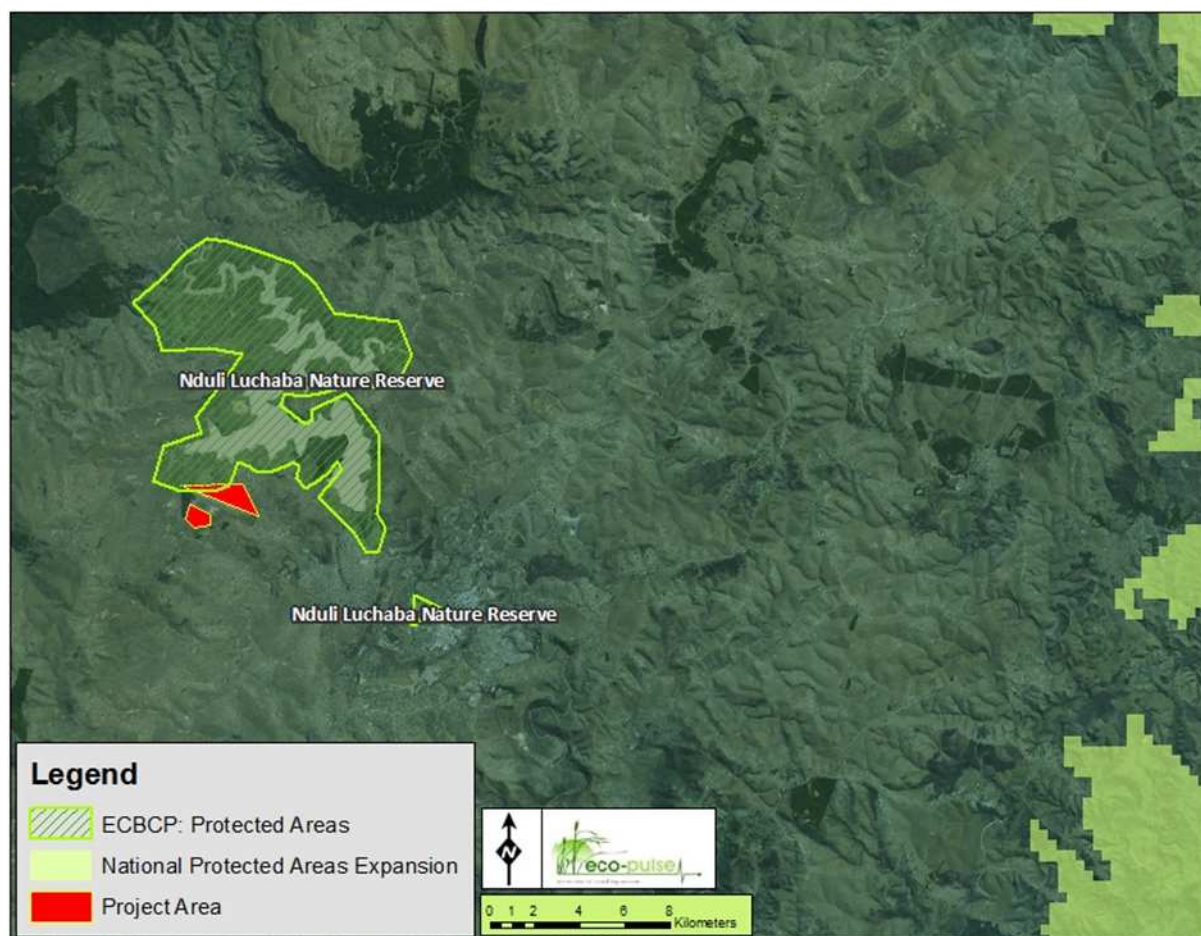 Nduli Luchaba Nature Reserve
Nduli Luchaba Nature Reserve
Legend
ECBCP: Protected Areas
National Protected Areas Expansion
Project Area
N
eco-pulse
0 1 2 4 6 8
Kilometers